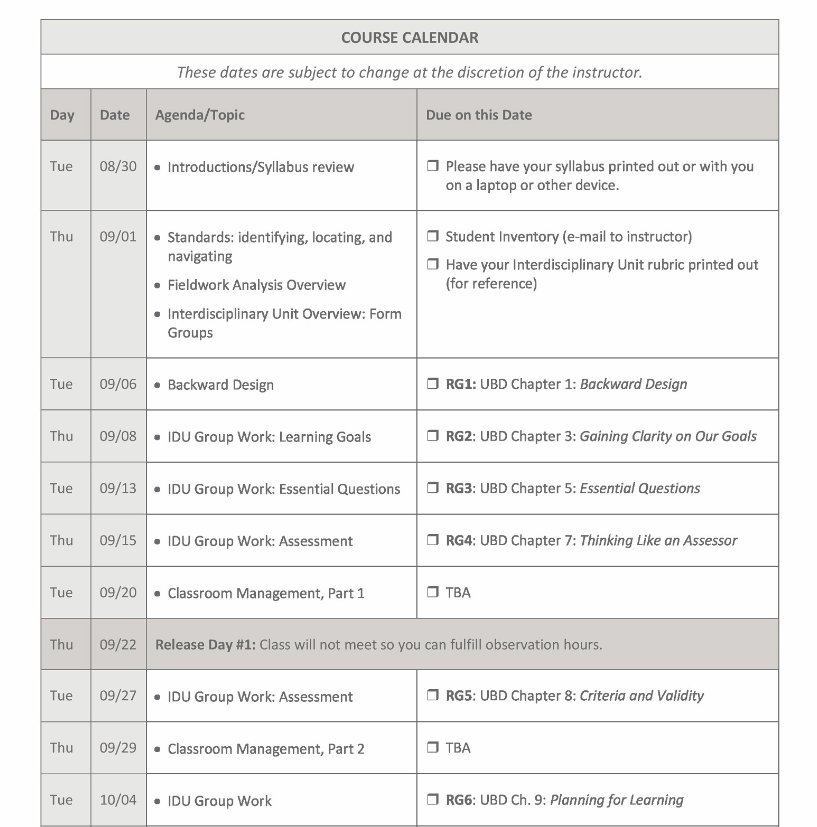 COURSE CALENDAR
These dates are subject to change at the discretion of the instructor.
Day Date Agenda/Topic Due on this Date
Tue 08/30 • Introductions/Syllabus review ❒ Please have your syllabus printed out or with you
on a laptop or other device.
Thu 09/01 • Standards: identifying, locating, and ❒ Student Inventory (e-mail to instructor)
navigating ❒ Have your Interdisciplinary Unit rubric printed out
• Fieldwork Analysis Overview (for reference)
• Interdisciplinary Unit Overview: Form
Groups
Tue 09/06 • Backward Design ❒ RG1: UBD Chapter 1: Backward Design
Thu 09/08 • IDU Group Work: Learning Goals ❒ RG2: UBD Chapter 3: Gaining Clarity on Our Goals
Tue 09/13 • IDU Group Work: Essential Questions ❒ RG3: UBD Chapter 5: Essential Questions
Thu 09/15 • IDU Group Work: Assessment ❒ RG4: UBD Chapter 7: Thinking Like an Assessor
Tue 09/20 • Classroom Management, Part 1 ❒ TBA
Thu 09/22 Release Day #1: Class will not meet so you can fulfill observation hours.
Tue 09/27 • IDU Group Work: Assessment ❒ RG5: UBD Chapter 8: Criteria and Validity
Thu 09/29 • Classroom Management, Part 2 ❒ TBA
Tue 10/04 • IDU Group Work ❒ RG6: UBD Ch. 9: Planning for Learning